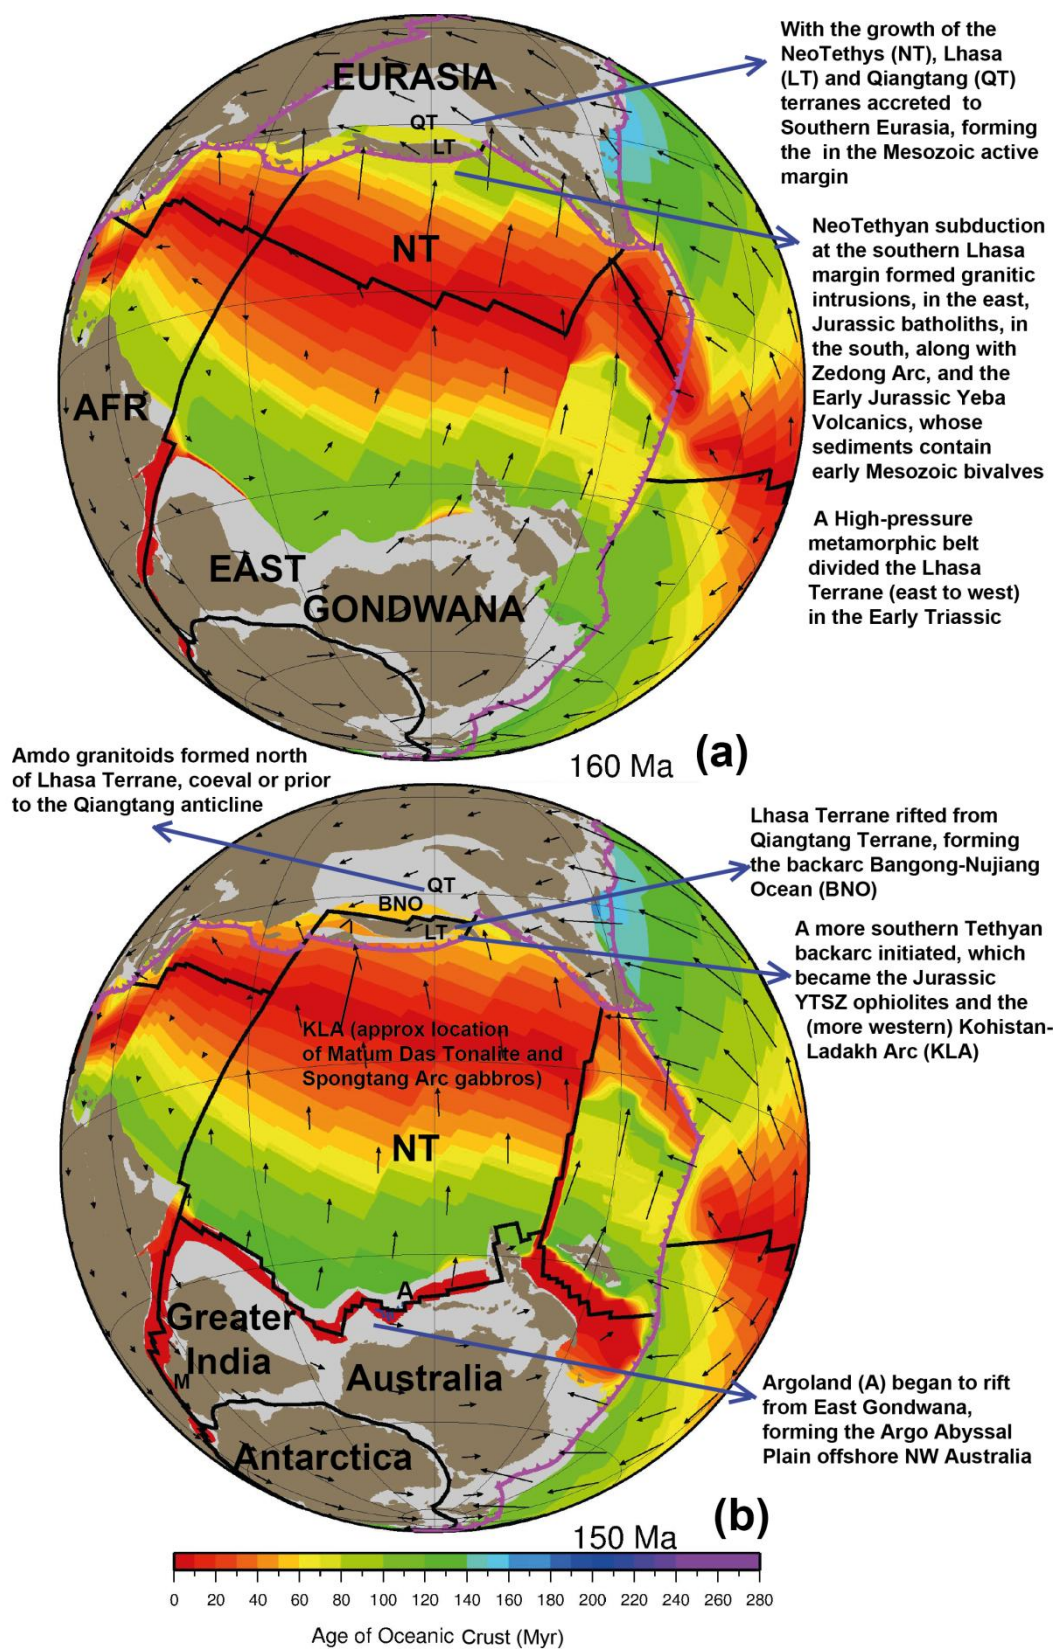 With the growth of the
NeoTethys (NT), Lhasa
(LT) and Qiangtang (QT)
terranes accreted to
Southern Eurasia, forming
the in the Mesozoic active
margin
EURASIA
QT
LT
NT
NeoTethyan subduction
at the southern Lhasa
margin formed granitic
intrusions, in the east,
Jurassic batholiths, in
the south, along with
Zedong Arc, and the
Early Jurassic Yeba
Volcanics, whose
sediments contain
early Mesozoic bivalves
AFR
A High-pressure
metamorphic belt
divided the Lhasa
Terrane (east to west)
in the Early Triassic
EAST
GONDWANA
160 Ma
(a)
Amdo granitoids formed north
of Lhasa Terrane, coeval or prior
to the Qiangtang anticline
Lhasa Terrane rifted from
Qiangtang Terrane, forming
the backarc Bangong-Nujiang
Ocean (BNO)
QT
BNO
LT
A more southern Tethyan
backarc initiated, which
became the Jurassic
YTSZ ophiolites and the
(more western) Kohistan-
Ladakh Arc (KLA)
KLA (approx location
of Matum Das Tonalite and
Spongtang Arc gabbros)
NT
A
Greater
India
M
Australia
Antarctica
Argoland (A) began to rift
from East Gondwana,
forming the Argo Abyssal
Plain offshore NW Australia
150 Ma
(b)
0 20 40 60 80 100 120 140 160 180 200 220 240 260 280
Age of Oceanic Crust (Myr)